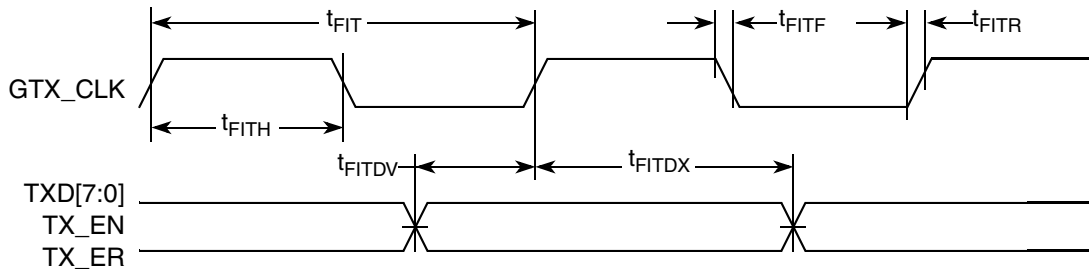 tFIT
tFITF
tFITR
GTX_CLK
tFITH
tFITDV
tFITDX
TXD[7:0]
TX_EN
TX_ER